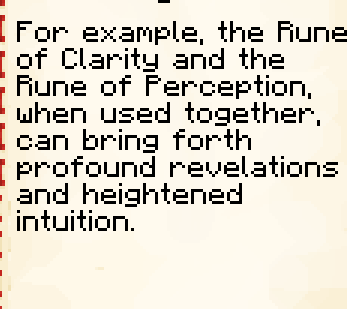 For example, the Rune
of Clarity and the
Rune of Perception,
when used together,
can bring forth
profound revelations
and heightened
intuition.